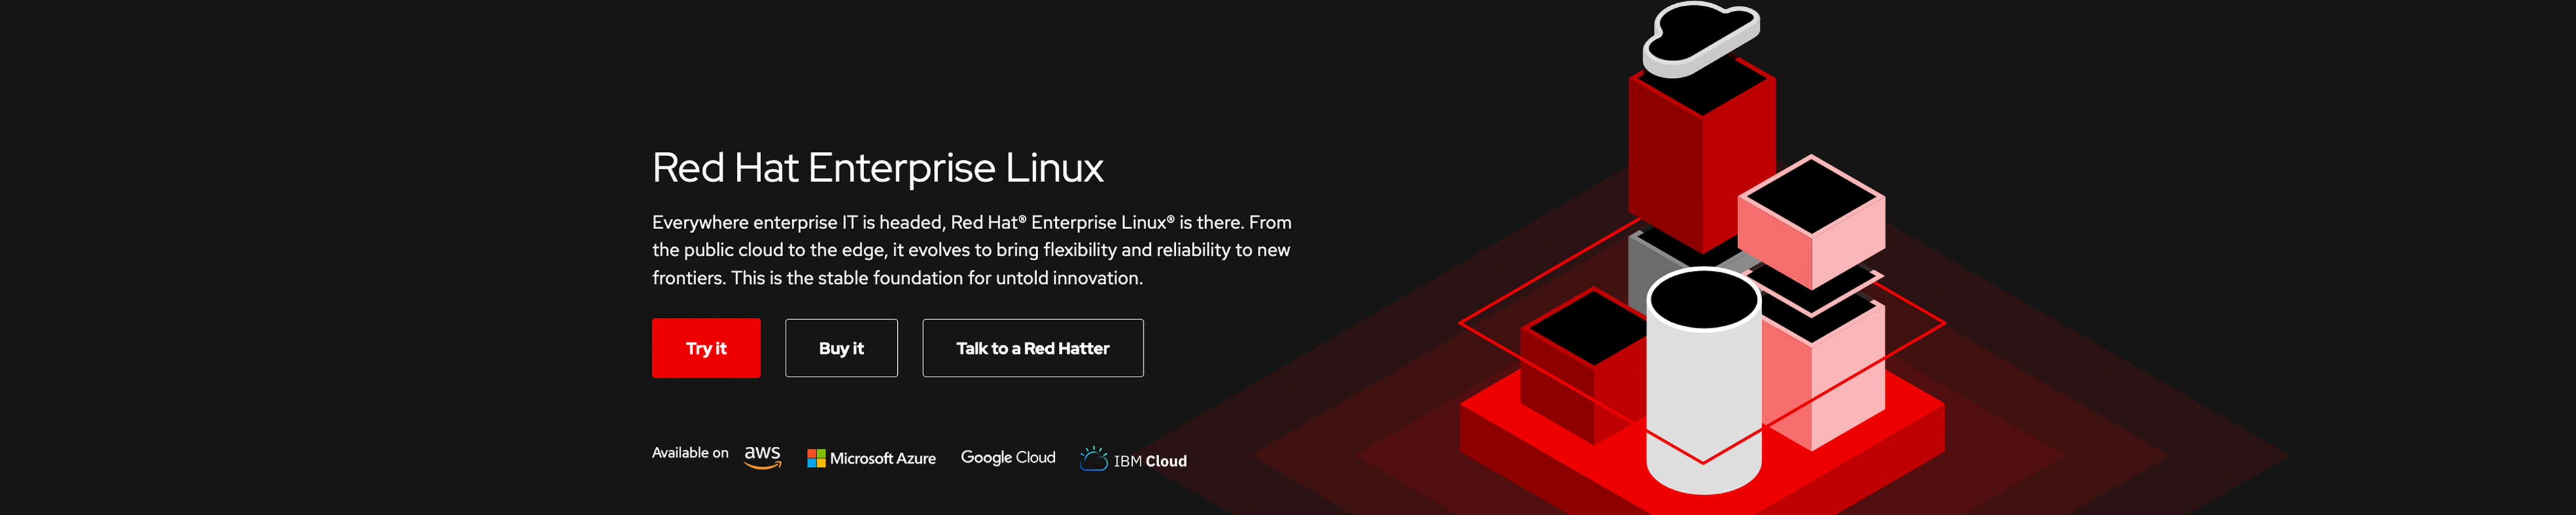 Red Hat Enterprise Linux
Everywhere enterprise IT is headed, Red Hat® Enterprise Linux® is there. From
the public cloud to the edge, it evolves to bring flexibility and reliability to new
frontiers. This is the stable foundation for untold innovation.
Try it Buy it Talk to a Red Hatter
Available on aws Microsoft Azure Google Cloud IBM Cloud